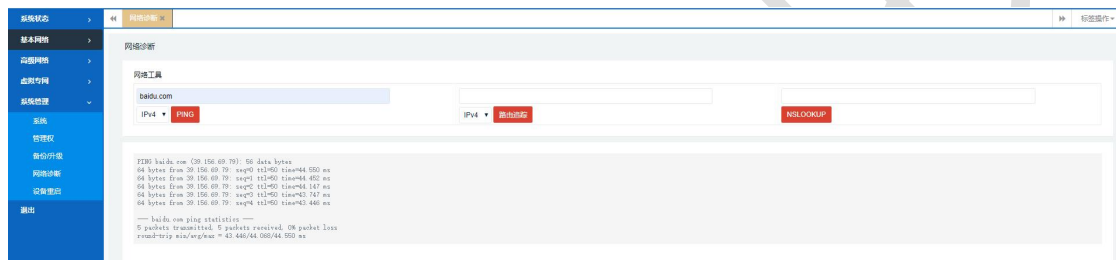 系统状态
网络诊断 ×
标签操作
基本网络
网络诊断
高级网络
虚拟专网
系统管理
系统
管理权
备份/升级
网络诊断
设备重启
退出
网络工具
baidu.com
IPv4 PING
IPv4 路由追踪
NSLOOKUP
PING baidu.com (39.156.69.79): 56 data bytes
64 bytes from 39.156.69.79: seq=0 ttl=50 time=44.550 ms
64 bytes from 39.156.69.79: seq=1 ttl=50 time=44.452 ms
64 bytes from 39.156.69.79: seq=2 ttl=50 time=44.147 ms
64 bytes from 39.156.69.79: seq=3 ttl=50 time=43.747 ms
64 bytes from 39.156.69.79: seq=4 ttl=50 time=43.446 ms
--- baidu.com ping statistics ---
5 packets transmitted, 5 packets received, 0% packet loss
round-trip min/avg/max = 43.446/44.068/44.550 ms